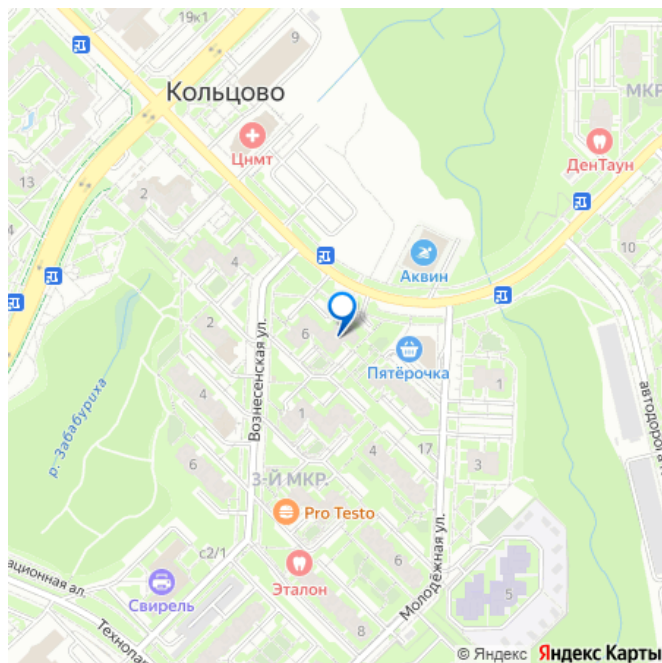 19к1
9
Кольцово
МКР
Цнмт
ДенТаун
13
2
4
4
10
Аквин
2
6
Пятёрочка
Вознесенская ул.
р. Забабуриха
1
4
1
автодорога
17
4
3
6
3-Й МКР.
Pro Testo
Молодёжная ул.
с2/1
6
Эталон
ационная ал.
Свирель
5
8
Технопа
© Яндекс Яндекс Карты